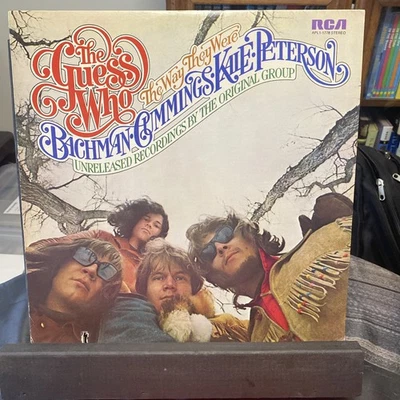 RCA
The
Guess
Who
The Way They Were
BACHMAN·CUMMINGS·KALE·PETERSON
UNRELEASED RECORDINGS BY THE ORIGINAL GROUP